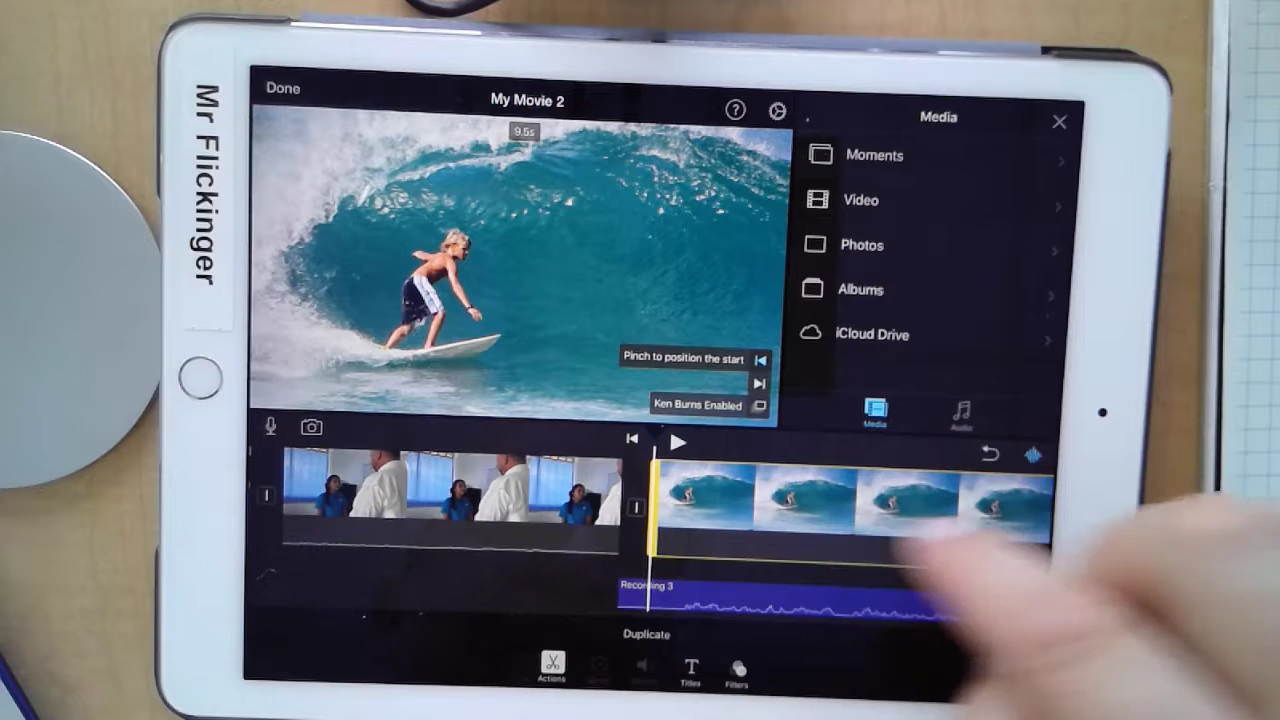 Mr Flickinger
Done
My Movie 2
?
Media
9.5s
Moments
Video
Photos
Albums
iCloud Drive
Pinch to position the start
Ken Burns Enabled
Media
Audio
Recording 3
Duplicate
Actions
Titles
Filters